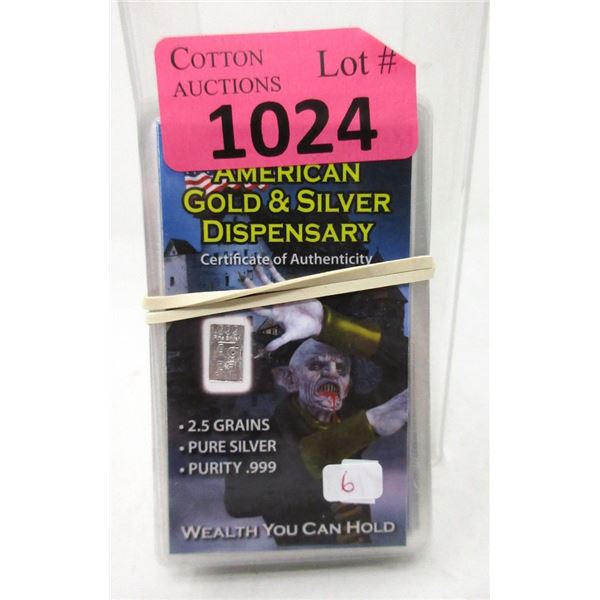 COTTON
AUCTIONS
Lot #
1024
AMERICAN
GOLD & SILVER
DISPENSARY
Certificate of Authenticity
• 2.5 GRAINS
• PURE SILVER
• PURITY .999
6
WEALTH YOU CAN HOLD